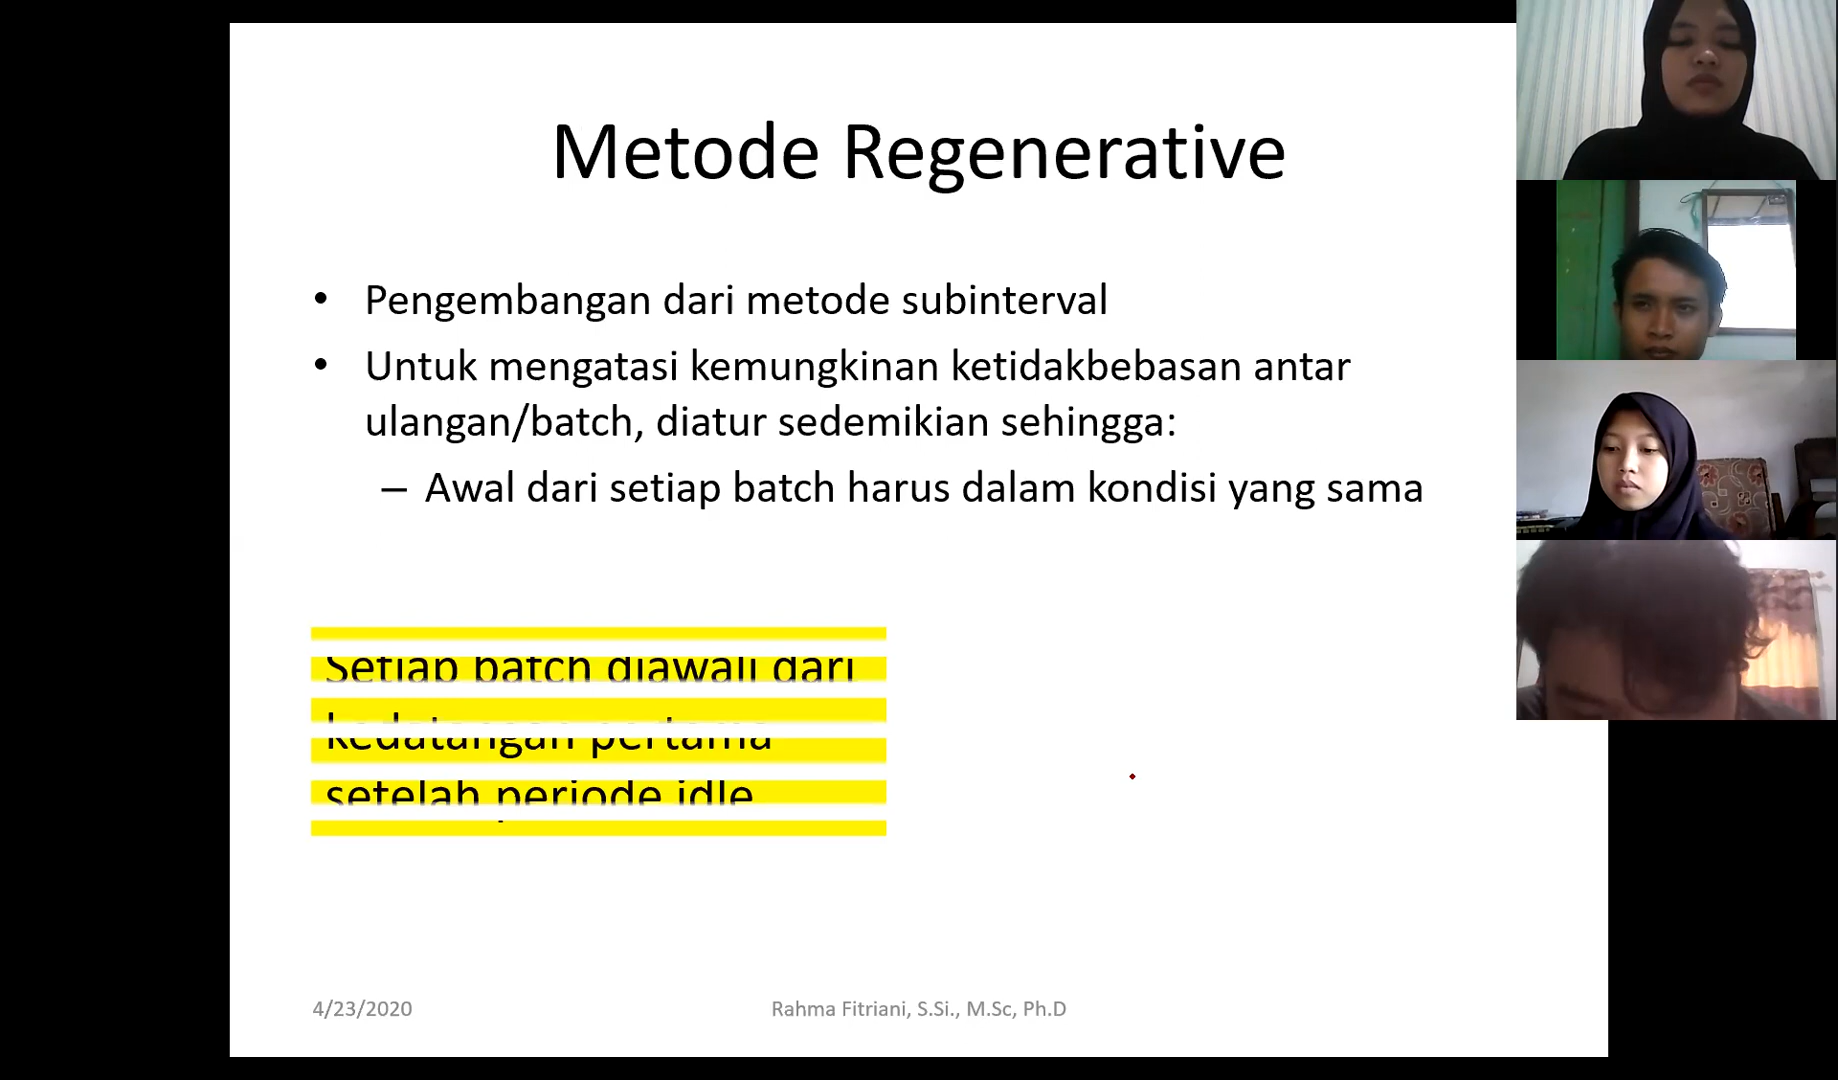 Metode Regenerative
• Pengembangan dari metode subinterval
• Untuk mengatasi kemungkinan ketidakbebasan antar
ulangan/batch, diatur sedemikian sehingga:
– Awal dari setiap batch harus dalam kondisi yang sama
Setiap batch diawali dari
kedatangan pertama
setelah periode idle
4/23/2020
Rahma Fitriani, S.Si., M.Sc, Ph.D